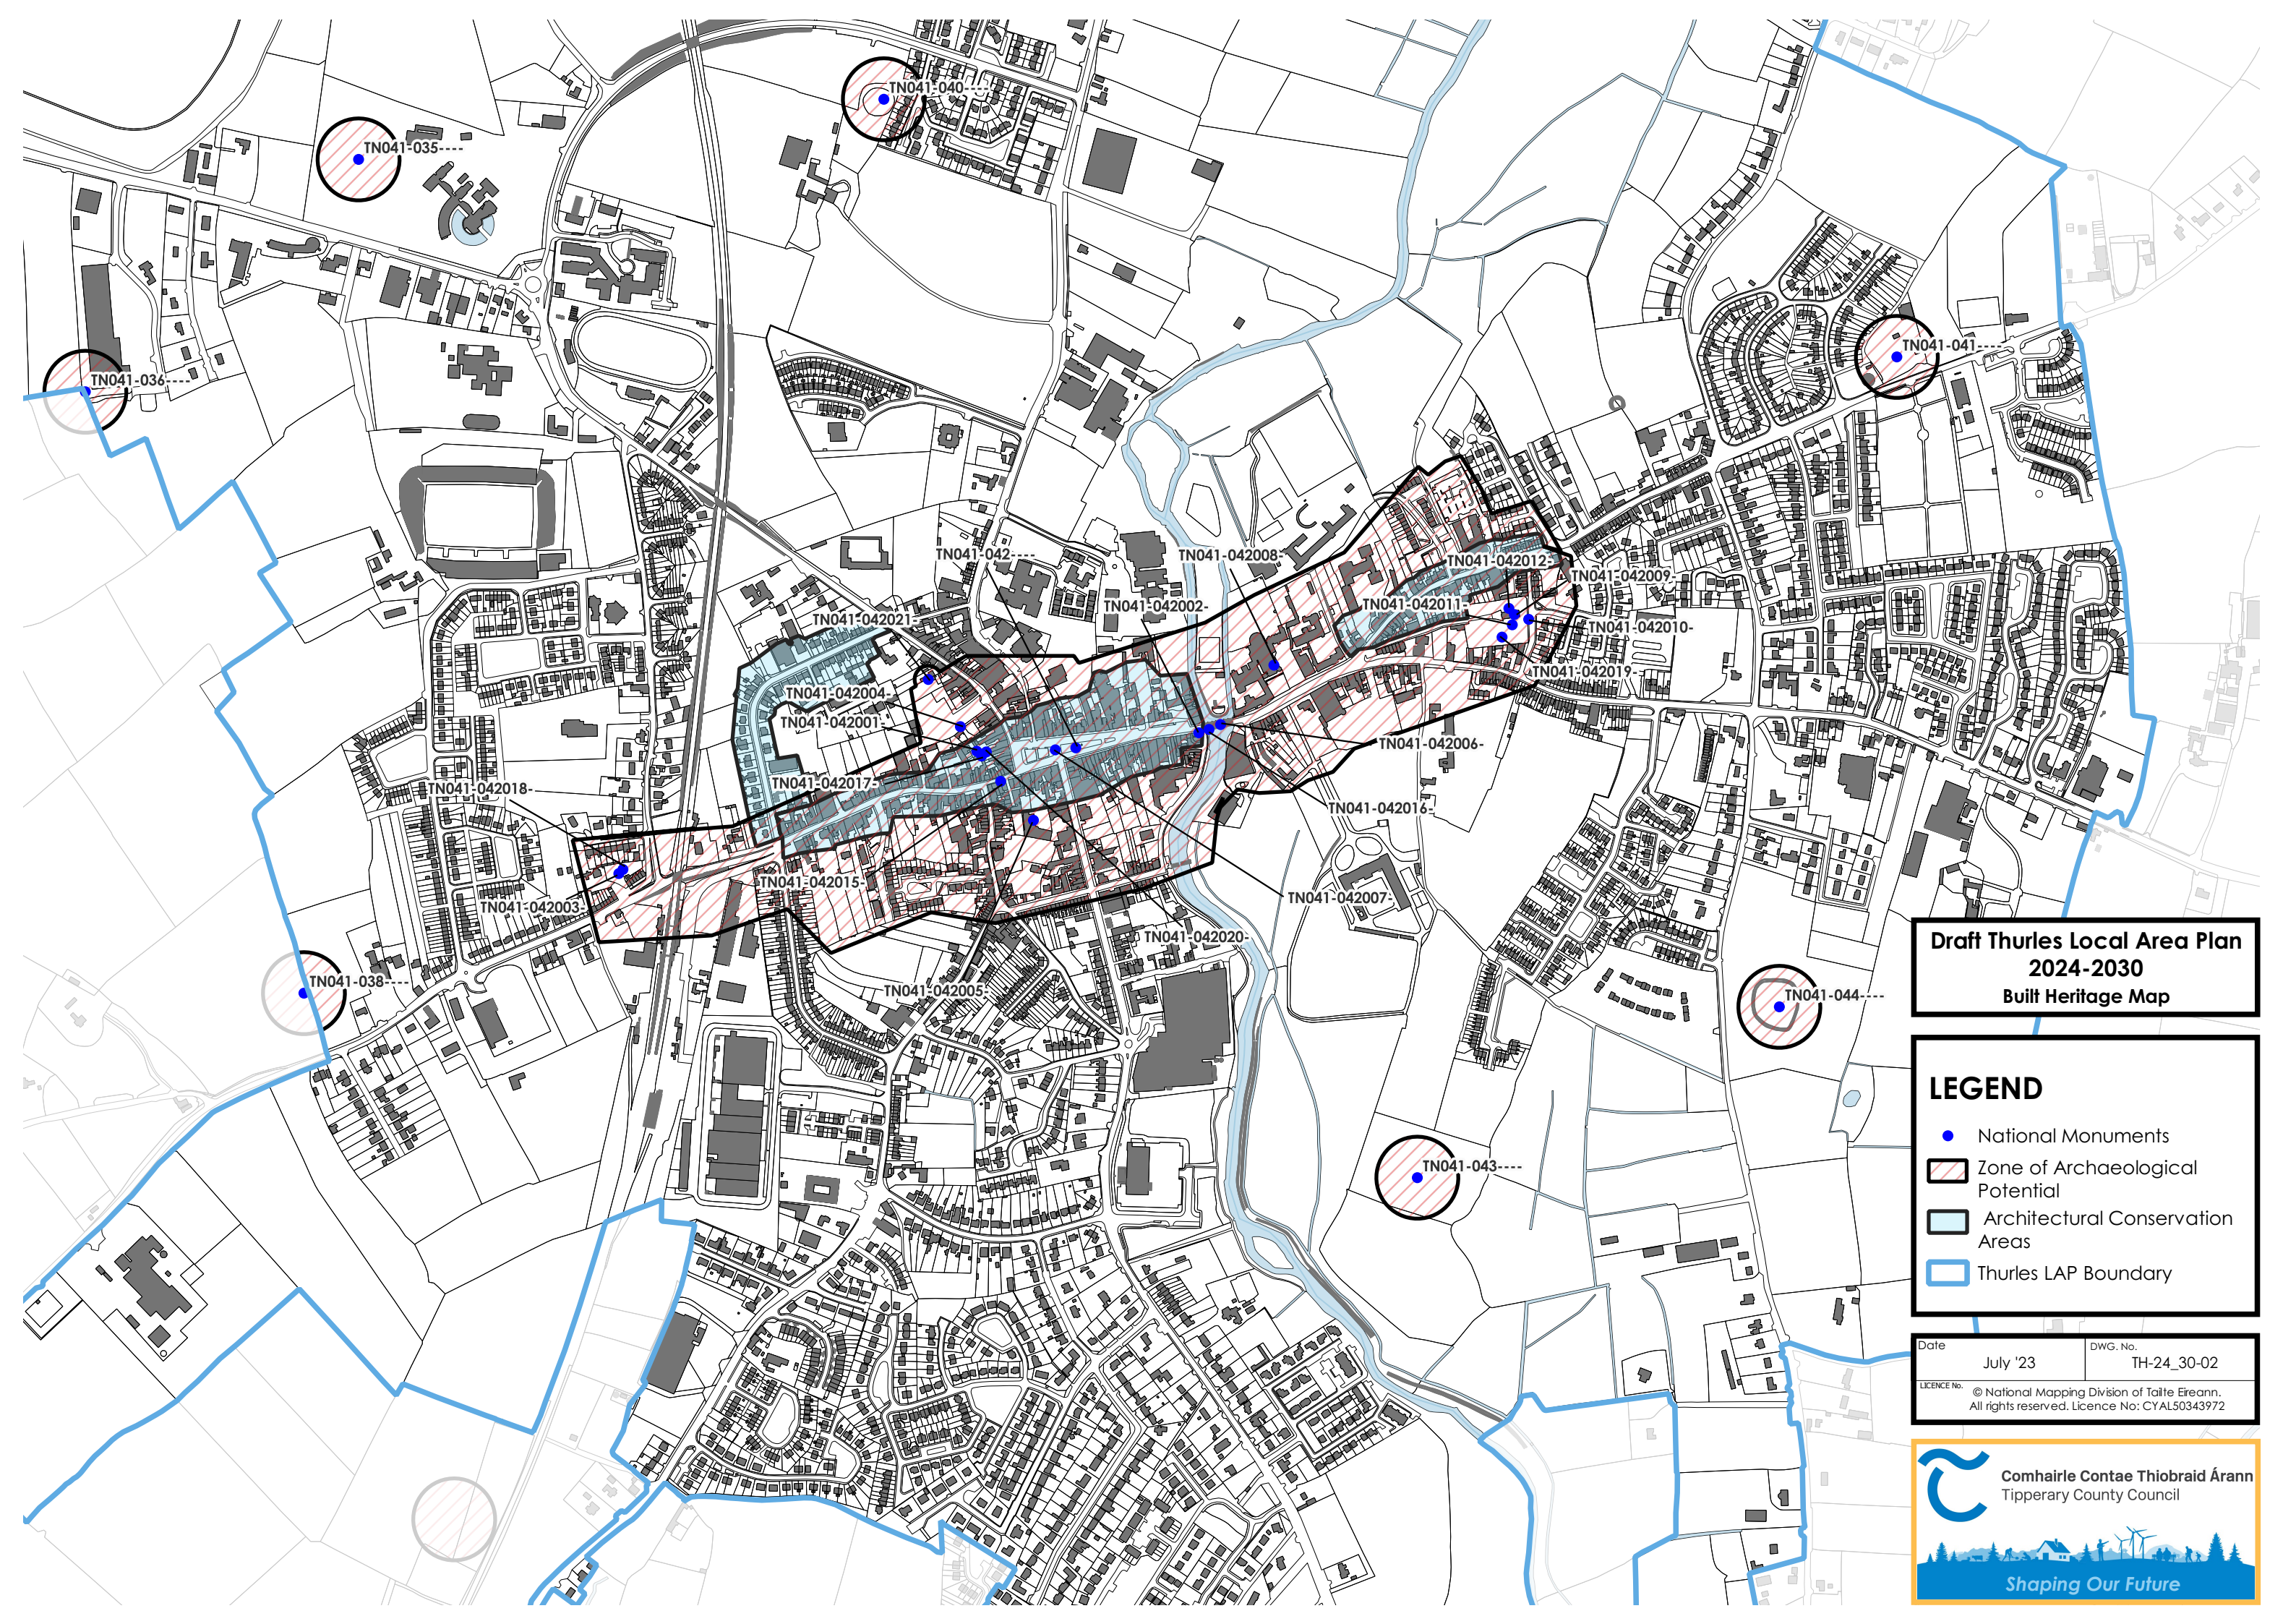 TN041-040----
TN041-035----
TN041-041----
TN041-036----
TN041-042----
TN041-042008-
TN041-042012-
TN041-042009-
TN041-042002-
TN041-042011-
TN041-042021-
TN041-042010-
TN041-042019-
TN041-042004-
TN041-042001-
TN041-042006-
TN041-042017-
TN041-042018-
TN041-042016-
TN041-042015-
TN041-042007-
TN041-042003-
TN041-042020-
TN041-038----
TN041-042005-
TN041-044----
TN041-043----
Draft Thurles Local Area Plan
2024-2030
Built Heritage Map
LEGEND
National Monuments
Zone of Archaeological
Potential
Architectural Conservation
Areas
Thurles LAP Boundary
Date
July '23
DWG. No.
TH-24_30-02
LICENCE No.
© National Mapping Division of Tailte Eireann.
All rights reserved. Licence No: CYAL50343972
Comhairle Contae Thiobraid Árann
Tipperary County Council
Shaping Our Future